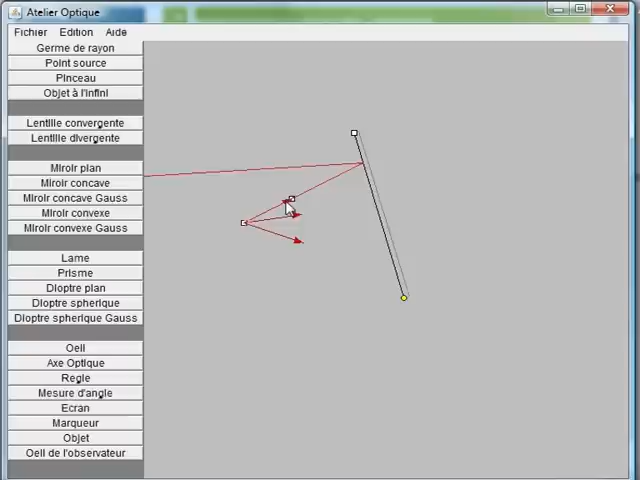 Atelier Optique
Fichier Edition Aide
Germe de rayon
Point source
Pinceau
Objet à l'infini
Lentille convergente
Lentille divergente
Miroir plan
Miroir concave
Miroir concave Gauss
Miroir convexe
Miroir convexe Gauss
Lame
Prisme
Dioptre plan
Dioptre spherique
Dioptre spherique Gauss
Oeil
Axe Optique
Regle
Mesure d'angle
Ecran
Marqueur
Objet
Oeil de l'observateur